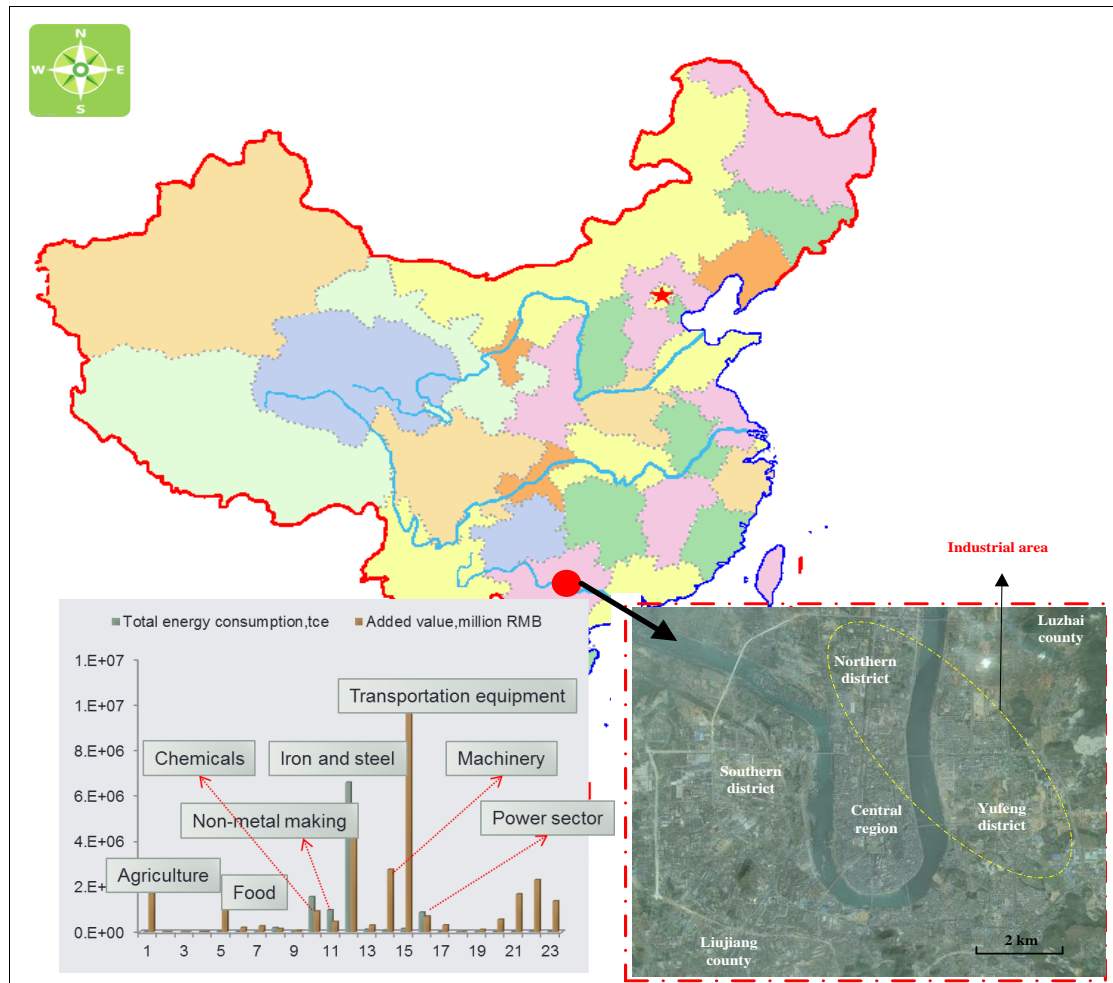 N
W E
S
Industrial area
Total energy consumption,tce
Added value,million RMB
1.E+07
1.E+07
8.E+06
6.E+06
4.E+06
2.E+06
0.E+00
Transportation equipment
Chemicals
Iron and steel
Machinery
Non-metal making
Power sector
Agriculture
Food
1 3 5 7 9 11 13 15 17 19 21 23
Luzhai
county
Northern
district
Southern
district
Central
region
Yufeng
district
Liujiang
county
2 km